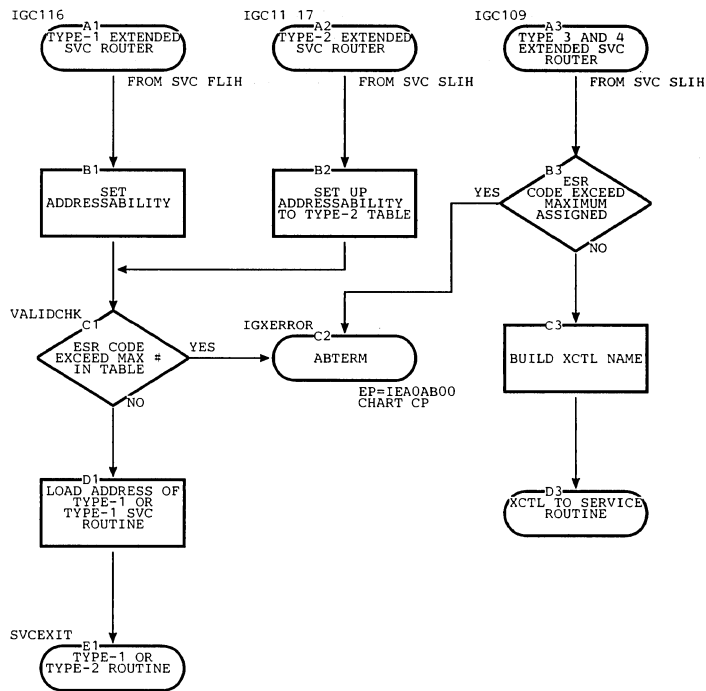 IGC116
A1
TYPE-1 EXTENDED
SVC ROUTER
FROM SVC FLIH
IGC11 17
A2
TYPE-2 EXTENDED
SVC ROUTER
FROM SVC SLIH
IGC109
A3
TYPE 3 AND 4
EXTENDED SVC
ROUTER
FROM SVC SLIH
B1
SET
ADDRESSABILITY
B2
SET UP
ADDRESSABILITY
TO TYPE-2 TABLE
B3
ESR
CODE EXCEED
MAXIMUM
ASSIGNED
YES
NO
VALIDCHK
C1
ESR CODE
EXCEED MAX #
IN TABLE
YES
NO
IGXERROR
C2
ABTERM
EP=IEA0AB00
CHART CP
C3
BUILD XCTL NAME
D1
LOAD ADDRESS OF
TYPE-1 OR
TYPE-1 SVC
ROUTINE
D3
XCTL TO SERVICE
ROUTINE
SVCEXIT
E1
TYPE-1 OR
TYPE-2 ROUTINE